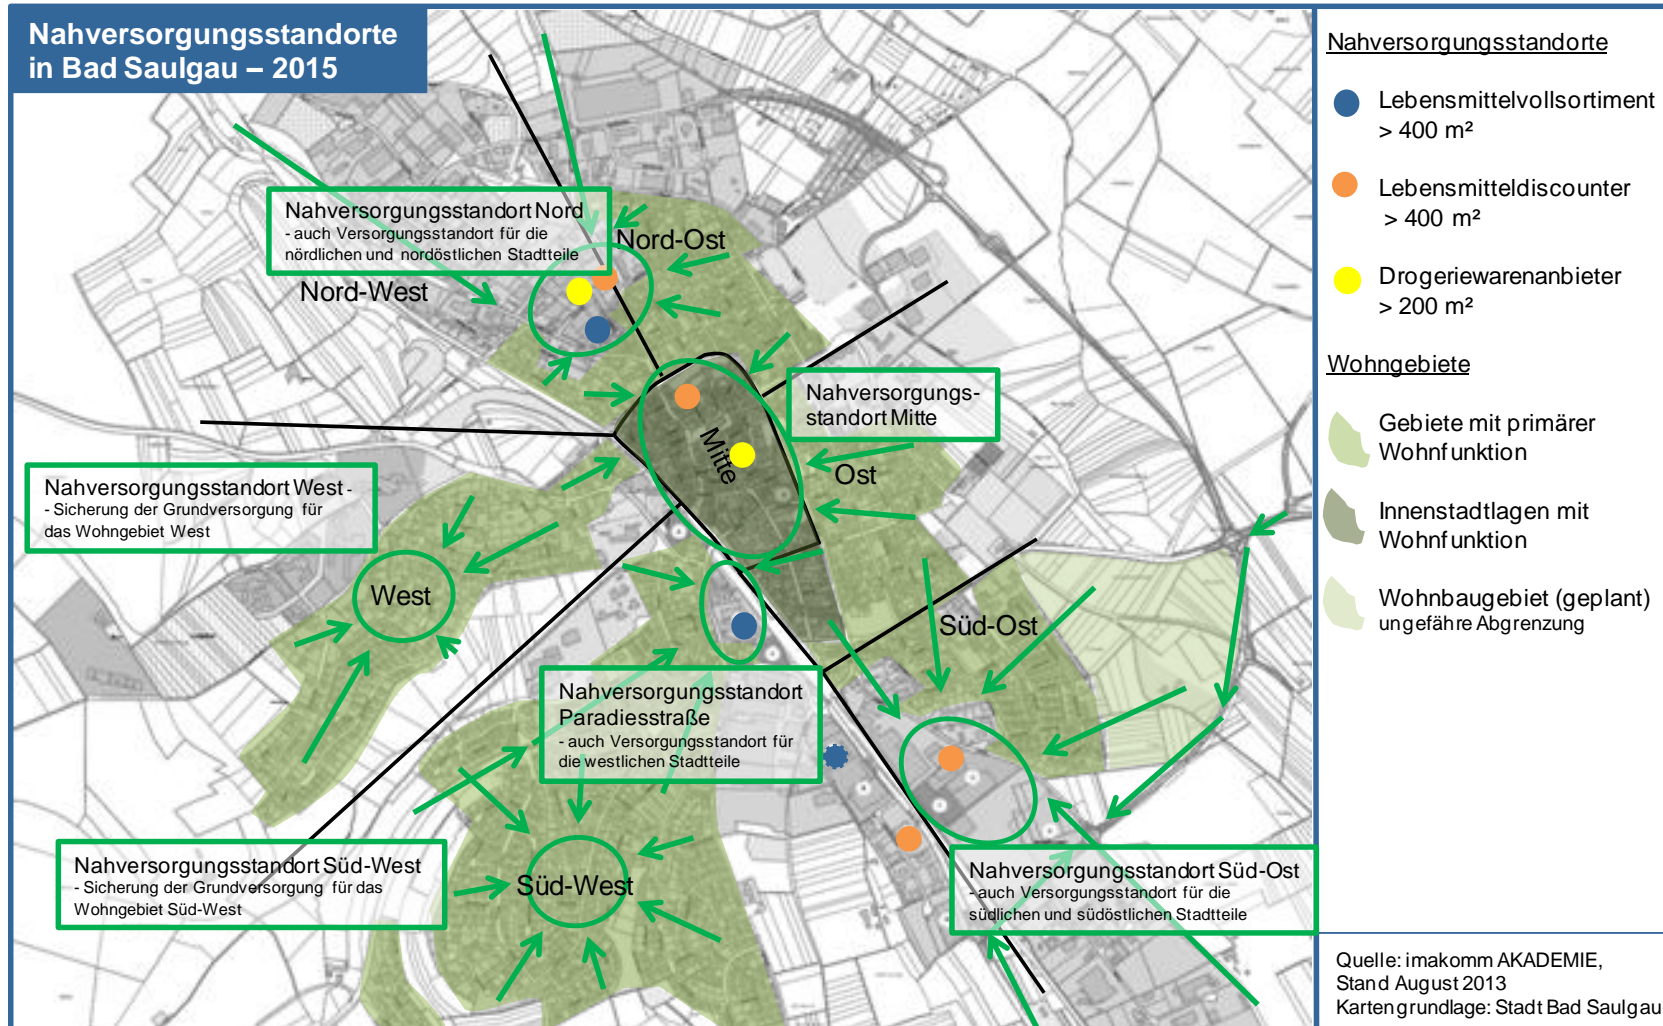 Nahversorgungsstandorte
in Bad Saulgau – 2015
Nahversorgungsstandort Nord
- auch Versorgungsstandort für die
nördlichen und nordöstlichen Stadtteile
Nord-Ost
Nord-West
Nahversorgungs-
standort Mitte
Mitte
Ost
Nahversorgungsstandort West -
- Sicherung der Grundversorgung für
das Wohngebiet West
West
Süd-Ost
Nahversorgungsstandort
Paradiesstraße
- auch Versorgungsstandort für
die westlichen Stadtteile
Nahversorgungsstandort Süd-West
- Sicherung der Grundversorgung für das
Wohngebiet Süd-West
Süd-West
Nahversorgungsstandort Süd-Ost
- auch Versorgungsstandort für die
südlichen und südöstlichen Stadtteile
Nahversorgungsstandorte
Lebensmittelvollsortiment
> 400 m²
Lebensmitteldiscounter
> 400 m²
Drogeriewarenanbieter
> 200 m²
Wohngebiete
Gebiete mit primärer
Wohnfunktion
Innenstadtlagen mit
Wohnfunktion
Wohnbaugebiet (geplant)
ungefähre Abgrenzung
Quelle: imakomm AKADEMIE,
Stand August 2013
Kartengrundlage: Stadt Bad Saulgau